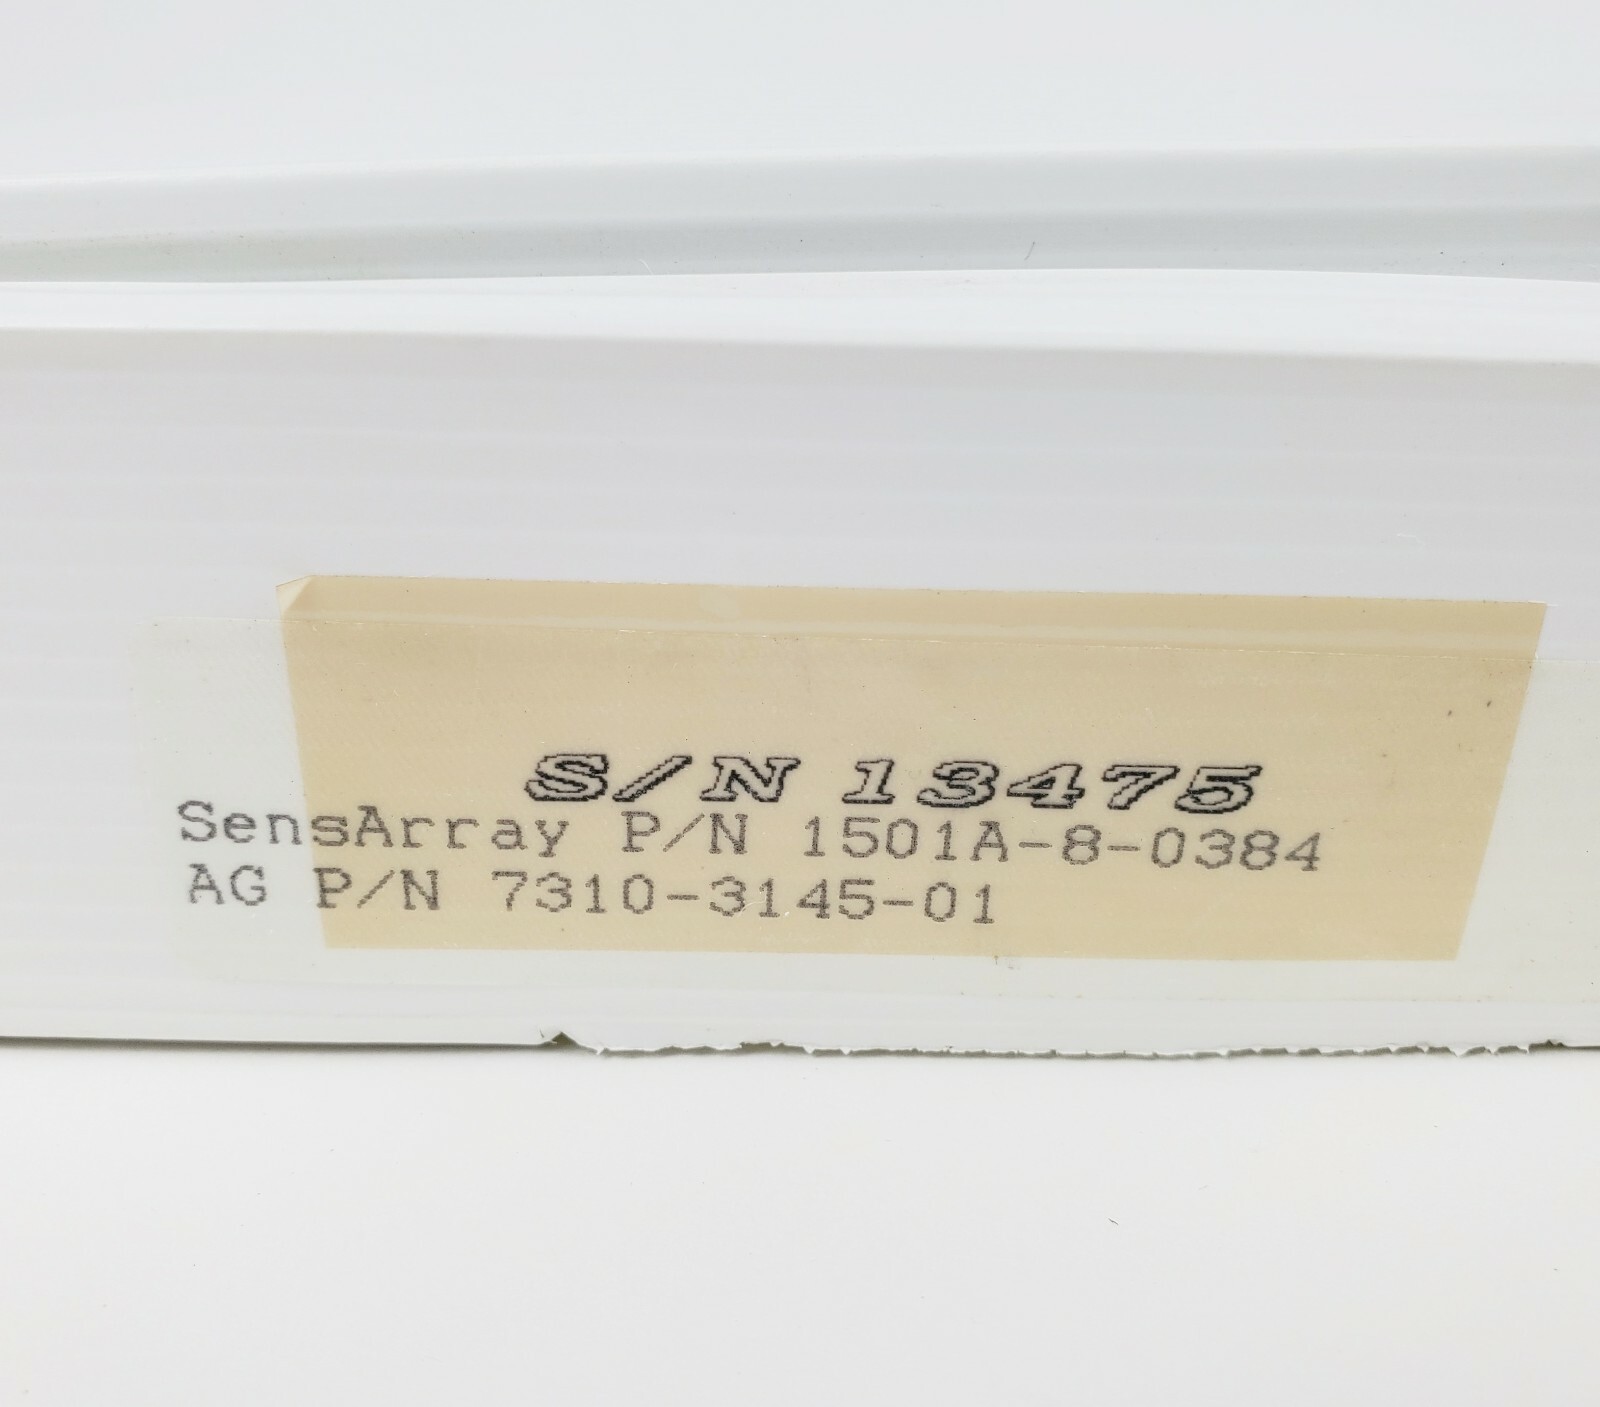 S/N 13475
SensArray P/N 1501A-8-0384
AG P/N 7310-3145-01